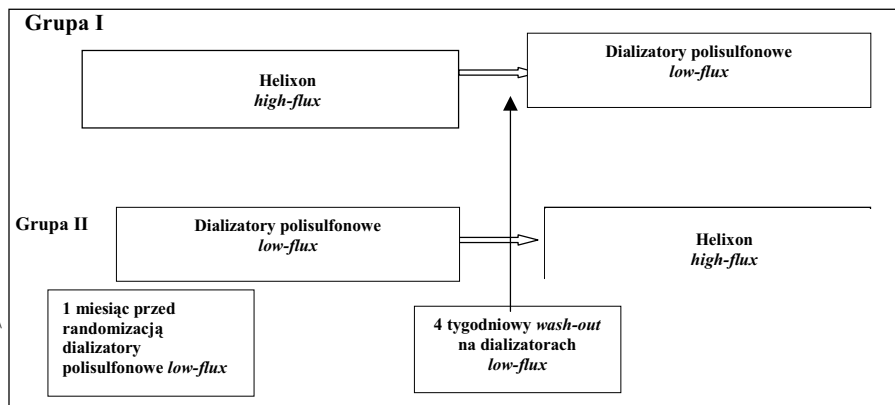 Grupa I
Helixon
high-flux
Dializatory polisulfonowe
low-flux
Grupa II
Dializatory polisulfonowe
low-flux
Helixon
high-flux
1 miesiąc przed
randomizacją
dializatory
polisulfonowe low-flux
4 tygodniowy wash-out
na dializatorach
low-flux